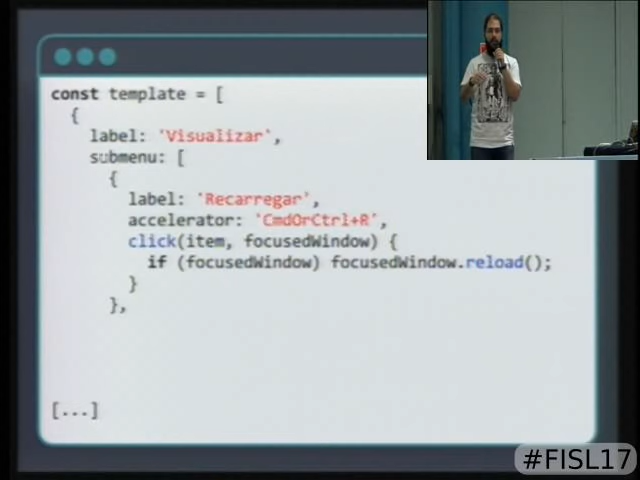 const template = [
{
label: 'Visualizar',
submenu: [
{
label: 'Recarregar',
accelerator: 'CmdOrCtrl+R',
click(item, focusedWindow) {
if (focusedWindow) focusedWindow.reload();
}
},
[...]
#FISL17